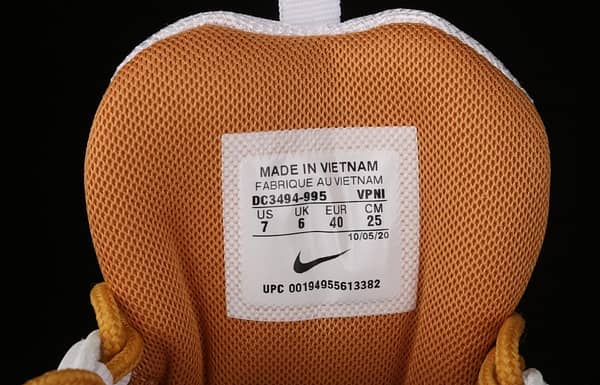 MADE IN VIETNAM
FABRIQUE AU VIETNAM
DC3494-995 VPNI
US UK EUR CM
7 6 40 25
10/05/20
UPC 00194955613382